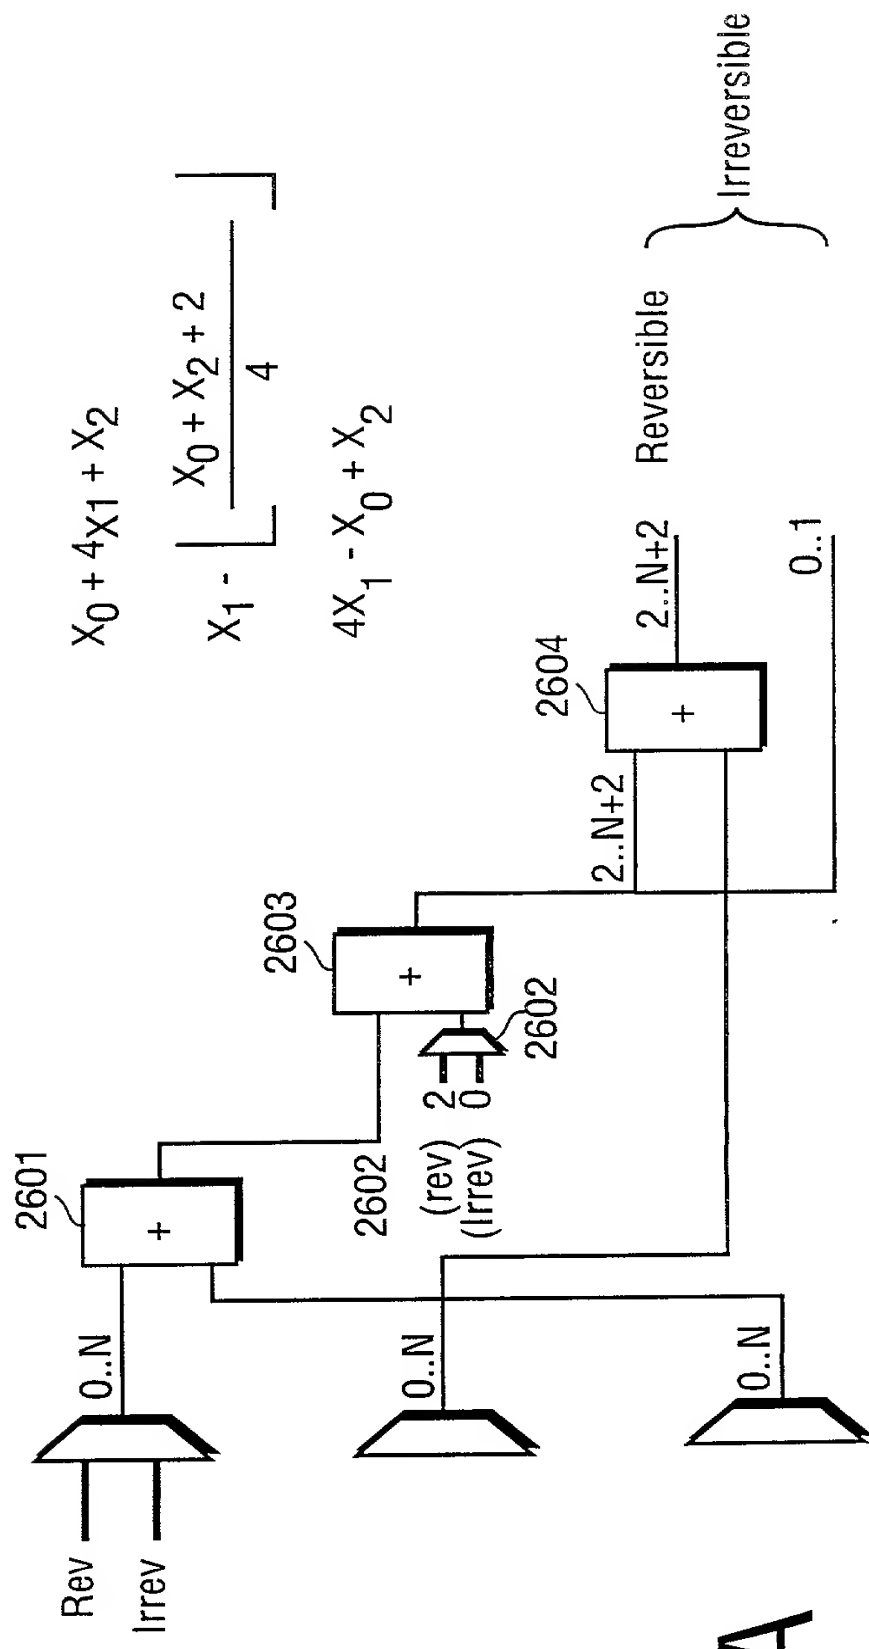 X0 + 4X1 + X2
X1 - [ X0 + X2 + 2
4 ]
4X1 - X0 + X2
Rev
Irrev
0..N
2601
+
2602
0..N
(rev) 2
(Irrev) 0
2602
2603
+
0..N
2..N+2
2604
+
2..N+2
Reversible
0..1
Irreversible